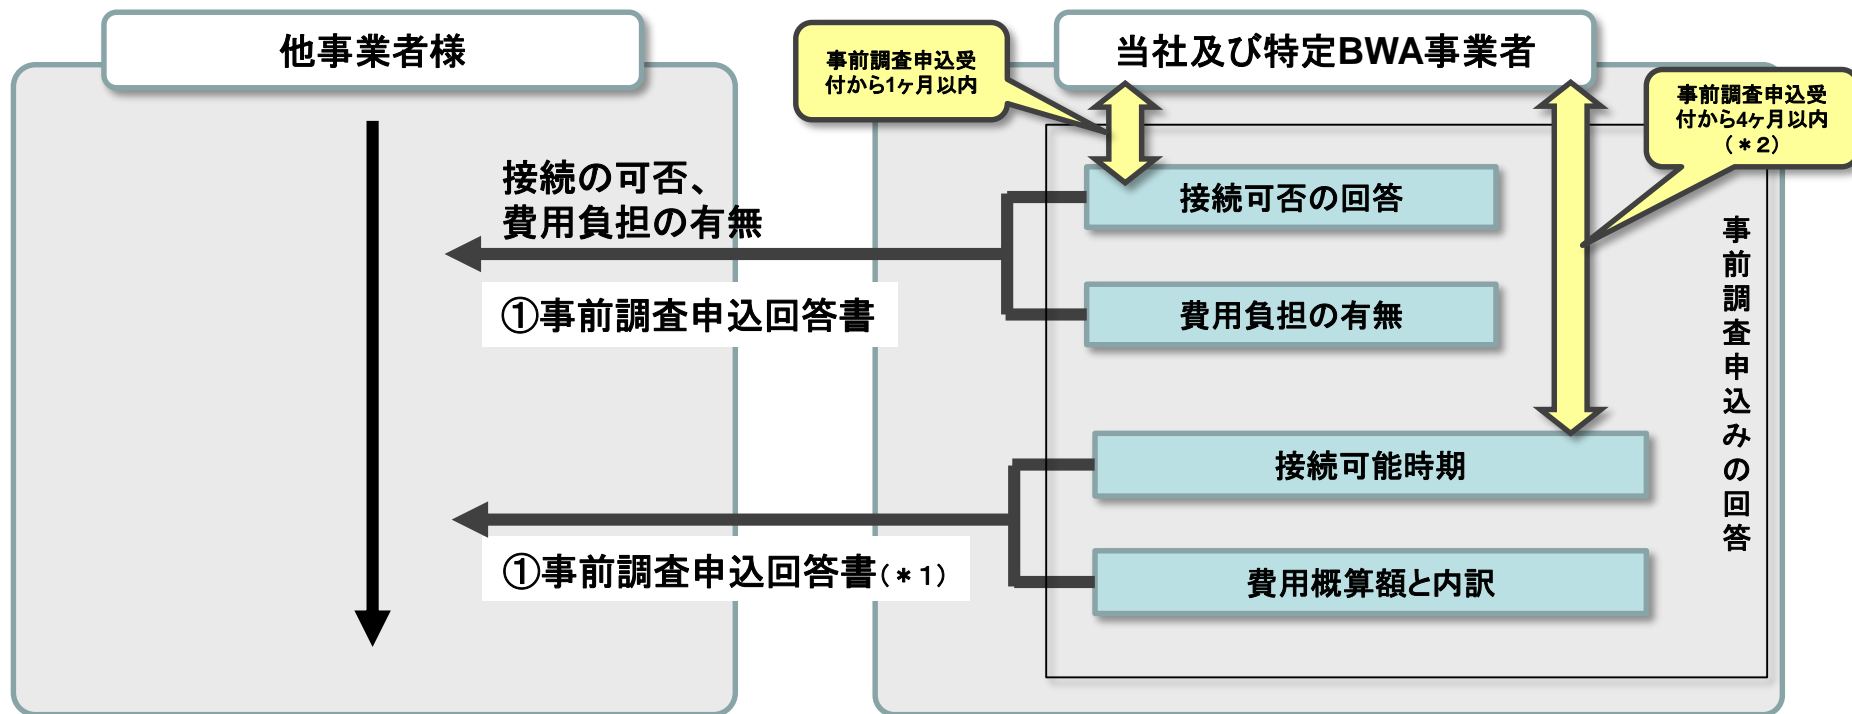 他事業者様
当社及び特定BWA事業者
事前調査申込受
付から1ヶ月以内
事前調査申込受
付から4ヶ月以内
(*2)
接続の可否、
費用負担の有無
①事前調査申込回答書
接続可否の回答
費用負担の有無
事前調査申込みの回答
接続可能時期
①事前調査申込回答書(*1)
費用概算額と内訳